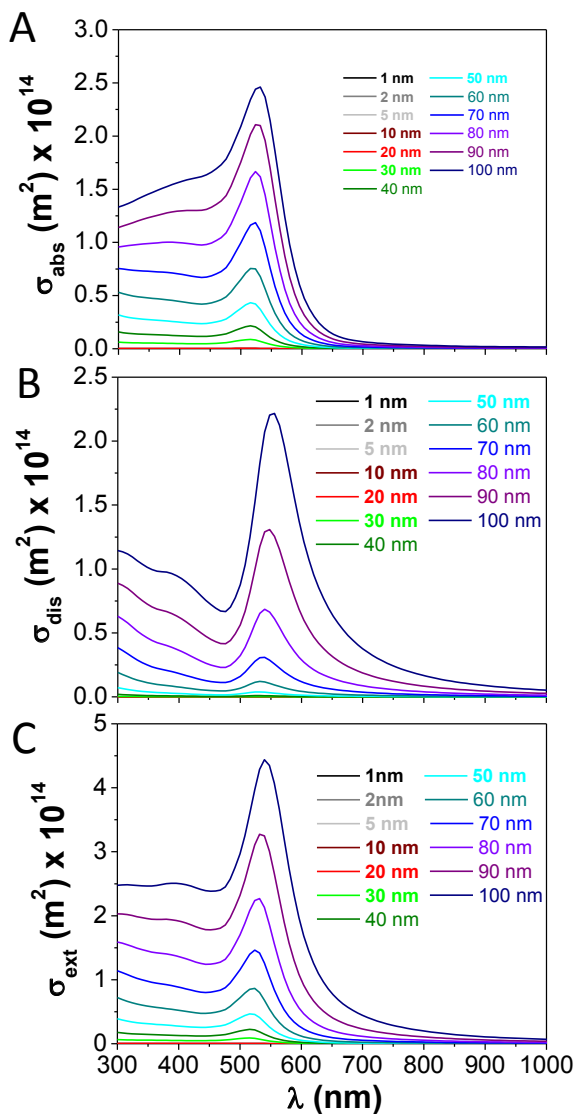 A
3.0
2.5
2.0
1.5
1.0
0.5
0.0
σabs (m²) x 10¹⁴
1 nm 50 nm
2 nm 60 nm
5 nm 70 nm
10 nm 80 nm
20 nm 90 nm
30 nm 100 nm
40 nm
B
2.5
2.0
1.5
1.0
0.5
0.0
σdis (m²) x 10¹⁴
1 nm 50 nm
2 nm 60 nm
5 nm 70 nm
10 nm 80 nm
20 nm 90 nm
30 nm 100 nm
40 nm
C
5
4
3
2
1
0
σext (m²) x 10¹⁴
1nm 50 nm
2nm 60 nm
5 nm 70 nm
10 nm 80 nm
20 nm 90 nm
30 nm 100 nm
40 nm
300 400 500 600 700 800 900 1000
λ (nm)